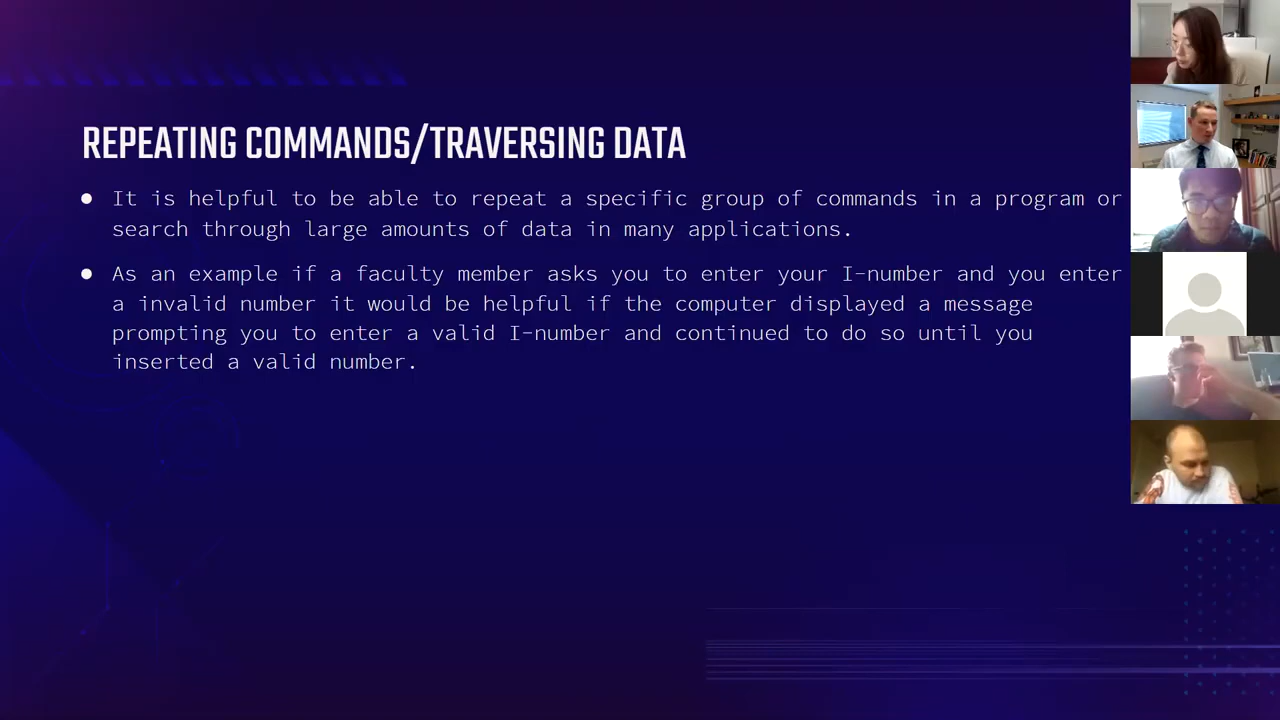 REPEATING COMMANDS/TRAVERSING DATA
● It is helpful to be able to repeat a specific group of commands in a program or
search through large amounts of data in many applications.
● As an example if a faculty member asks you to enter your I-number and you enter
a invalid number it would be helpful if the computer displayed a message
prompting you to enter a valid I-number and continued to do so until you
inserted a valid number.